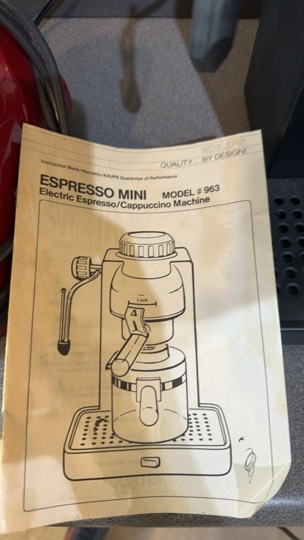 QUALITY BY DESIGN!
Instruction Book/Warranty/KRUPS Guarantee of Performance
ESPRESSO MINI MODEL # 963
Electric Espresso/Cappuccino Machine
Lock